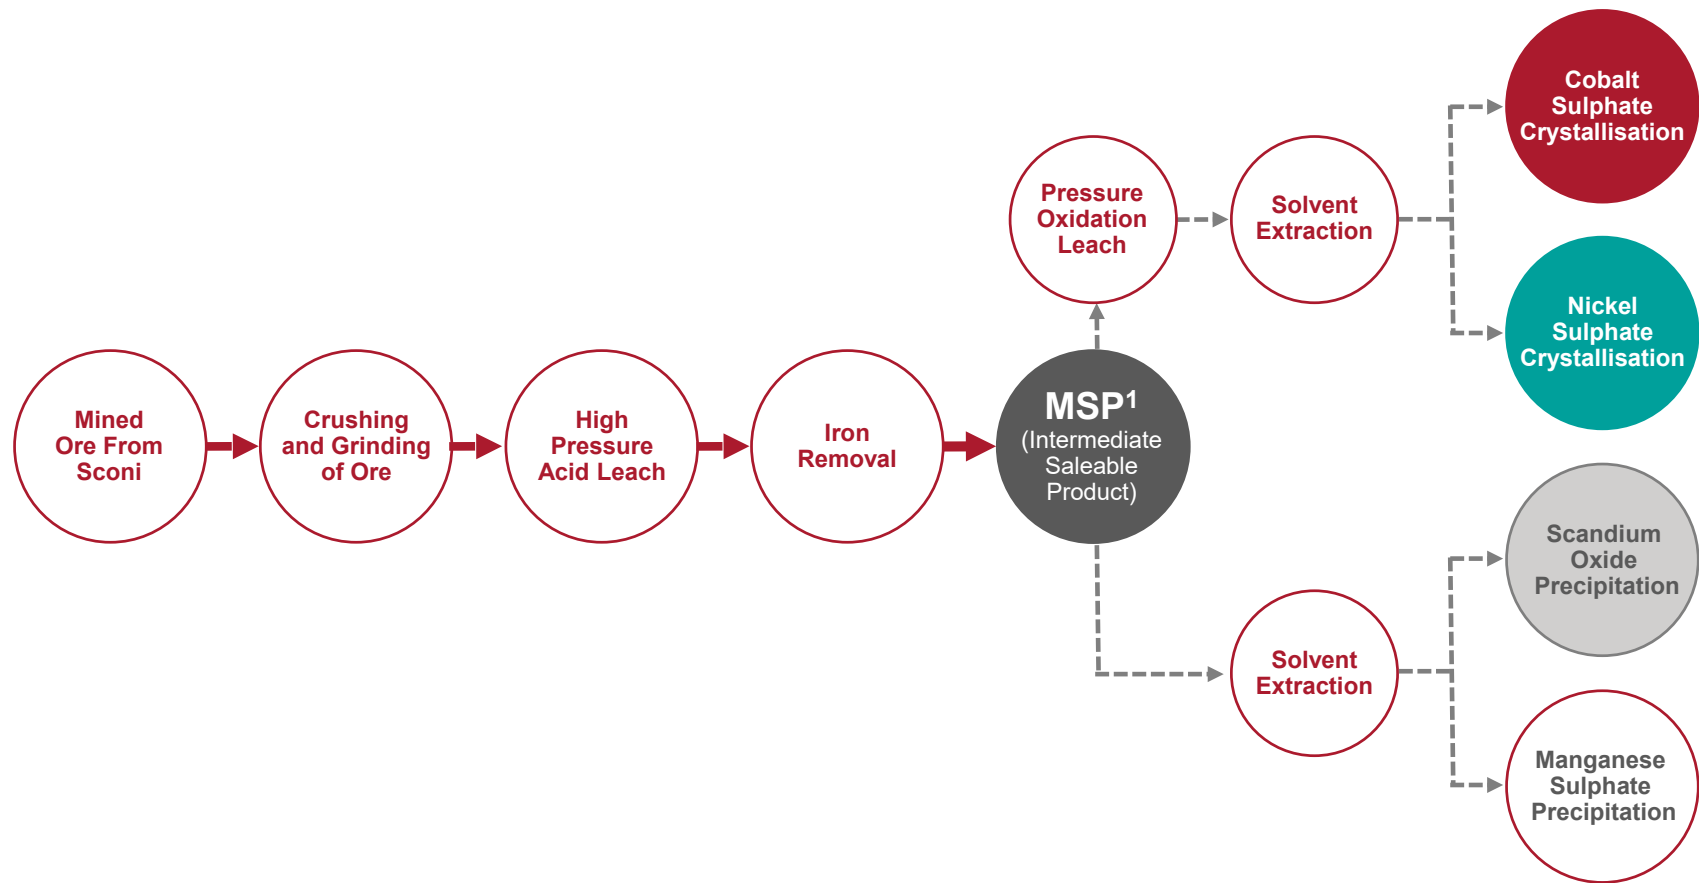 Mined
Ore From
Sconi
Crushing
and Grinding
of Ore
High
Pressure
Acid Leach
Iron
Removal
MSP¹
(Intermediate
Saleable
Product)
Pressure
Oxidation
Leach
Solvent
Extraction
Cobalt
Sulphate
Crystallisation
Nickel
Sulphate
Crystallisation
Solvent
Extraction
Scandium
Oxide
Precipitation
Manganese
Sulphate
Precipitation